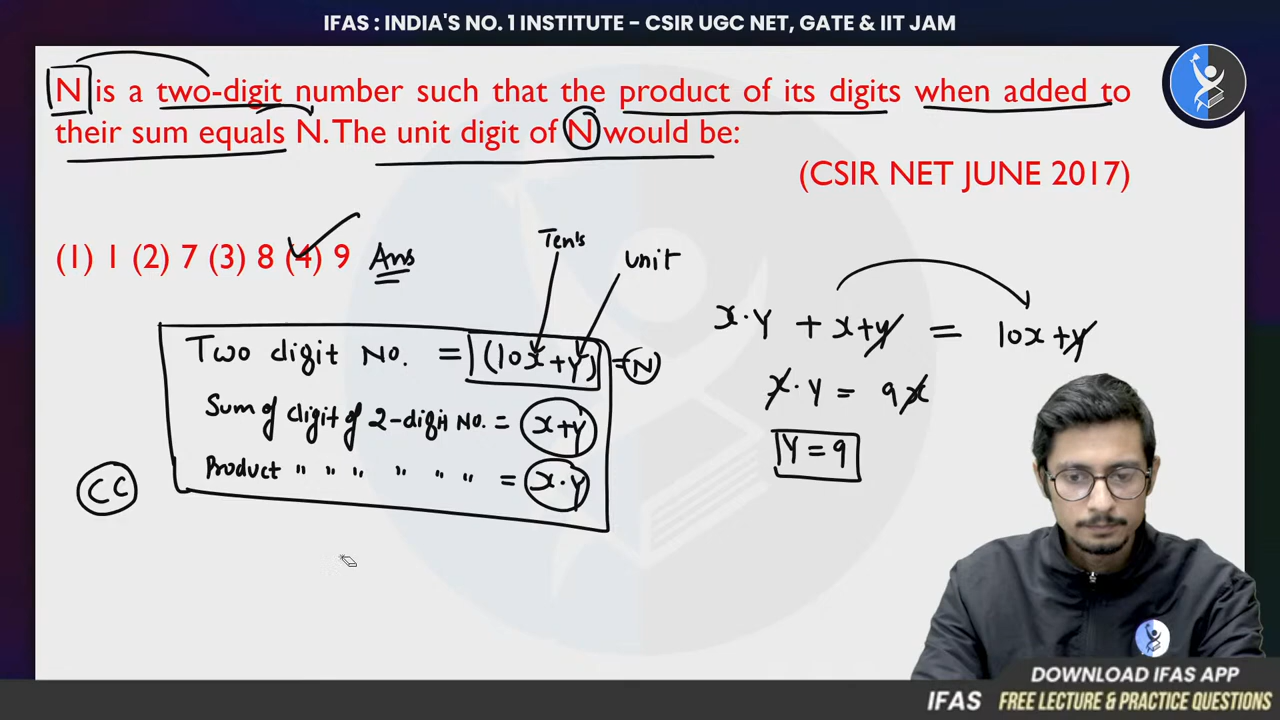 IFAS : INDIA'S NO. 1 INSTITUTE – CSIR UGC NET, GATE & IIT JAM
N is a two-digit number such that the product of its digits when added to
their sum equals N. The unit digit of N would be:
(CSIR NET JUNE 2017)
(1) 1 (2) 7 (3) 8 (4) 9 Ans
Ten's
unit
Two digit No. = (10x+y) = N
Sum of digit of 2-digit No. = x+y
Product " " " " " " = x·y
CC
x·y + x+y = 10x+y
x·y = 9x
y = 9
DOWNLOAD IFAS APP
IFAS FREE LECTURE & PRACTICE QUESTIONS